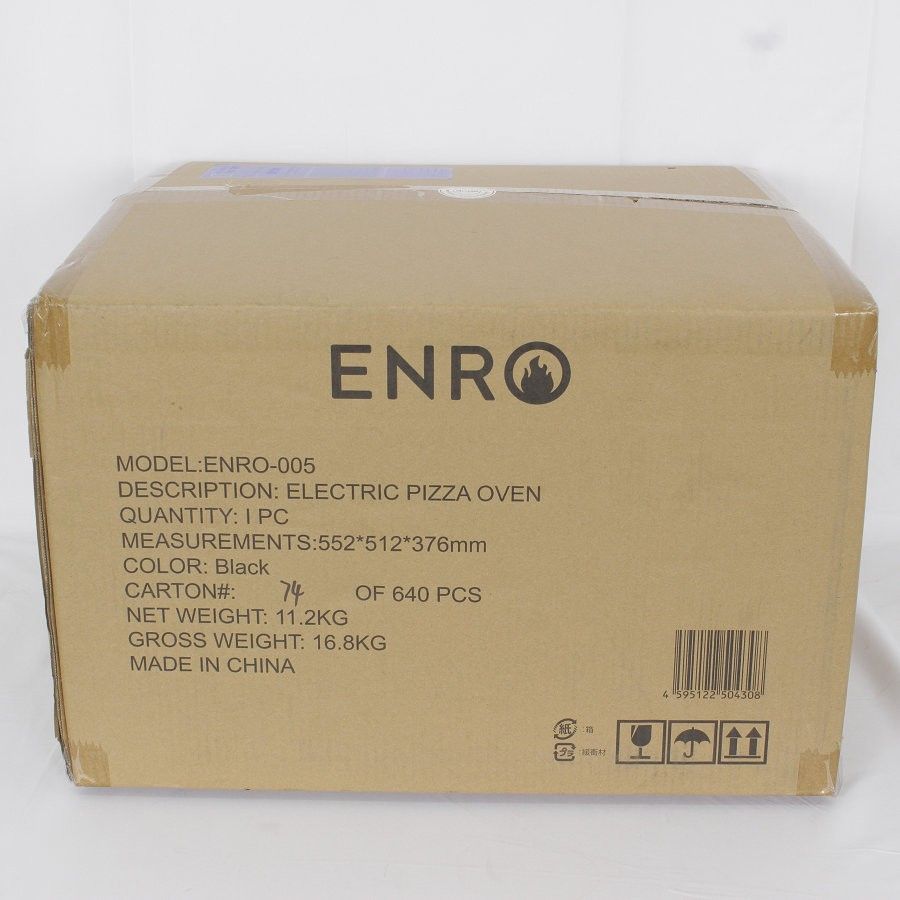 ENRO
MODEL:ENRO-005
DESCRIPTION: ELECTRIC PIZZA OVEN
QUANTITY: I PC
MEASUREMENTS:552*512*376mm
COLOR: Black
CARTON#: 74 OF 640 PCS
NET WEIGHT: 11.2KG
GROSS WEIGHT: 16.8KG
MADE IN CHINA
4 595122 504308
紙 :箱
プラ :緩衝材